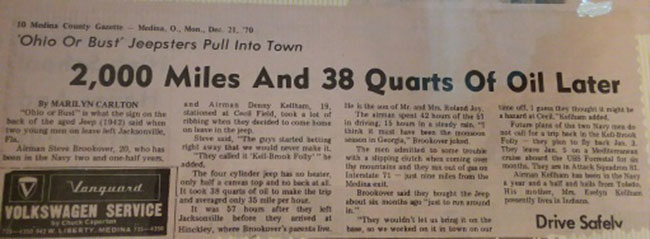 10 Medina County Gazette — Medina, O., Mon., Dec. 21, '70
'Ohio Or Bust' Jeepsters Pull Into Town
2,000 Miles And 38 Quarts Of Oil Later
By MARILYN CARLTON
"Ohio or Bust" is what the sign on the
back of the aged Jeep (1942) said when
two young men on leave left Jacksonville,
Fla.
Airman Steve Brookover, 20, who has
been in the Navy two and one-half years,
and Airman Denny Kellham, 19,
stationed at Cecil Field, took a lot of
ribbing when they decided to come home
on leave in the jeep.
Steve said, "The guys started betting
right away that we would never make it.
"They called it 'Kell-Brook Folly'" he
added.
The four cylinder jeep has no heater,
only half a canvas top and no back at all.
It took 38 quarts of oil to make the trip
and averaged only 35 mile per hour.
It was 57 hours after they left
Jacksonville before they arrived at
Hinckley, where Brookover's parents live.
He is the son of Mr. and Mrs. Roland Joy.
The airman spent 42 hours of the 51
in driving, 15 hours in a steady rain. "I
think it must have been the monsoon
season in Georgia," Brookover joked.
The men admitted to some trouble
with a slipping clutch when coming over
the mountains and they ran out of gas on
Interstate 71 — just nine miles from the
Medina exit.
Brookover said they bought the Jeep
about six months ago "just to run around
in."
"They wouldn't let us bring it on the
base, so we worked on it in town on our
time off. I guess they thought it might be
a hazard at Cecil," Kellham added.
Future plans of the two Navy men do
not call for a trip back in the Kell-Brook
Folly — they plan to fly back Jan. 2. They
leave Jan. 5 on a Mediterranean
cruise aboard the USS Forrestal for six
months. They are in Attack Squadron 81.
Airman Kellham has been in the Navy
a year and a half and hails from Toledo.
His mother, Mrs. Evelyn Kellham
presently lives in Indiana.
Vanguard
VOLKSWAGEN SERVICE
by Chuck Caperton
725-4350 942 W. LIBERTY, MEDINA 725-4350
Drive Safely